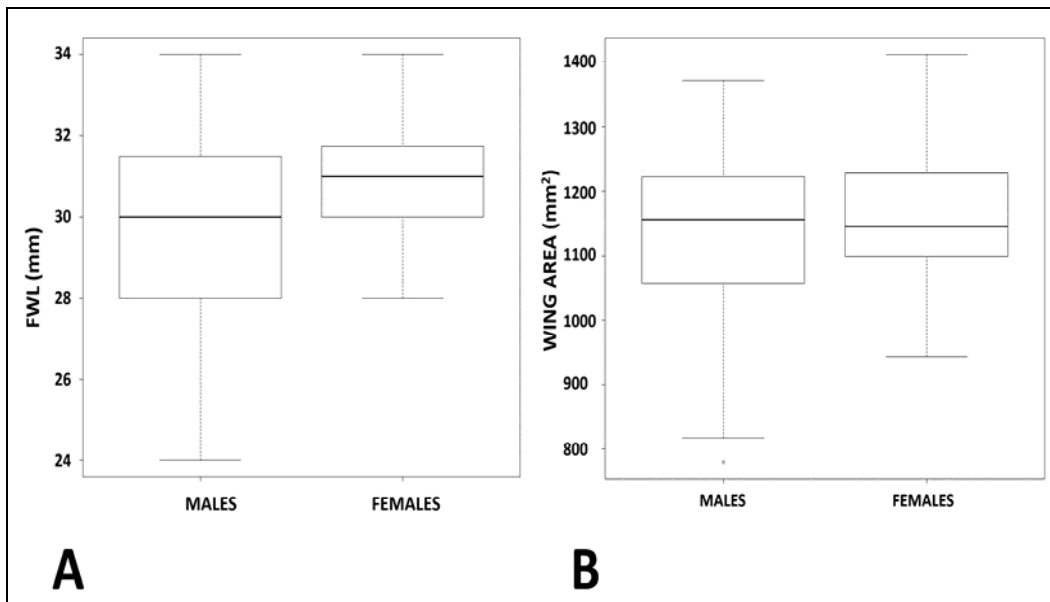 FWL (mm)
34
32
30
28
26
24
MALES
FEMALES
A
WING AREA (mm²)
1400
1300
1200
1100
1000
900
800
MALES
FEMALES
B